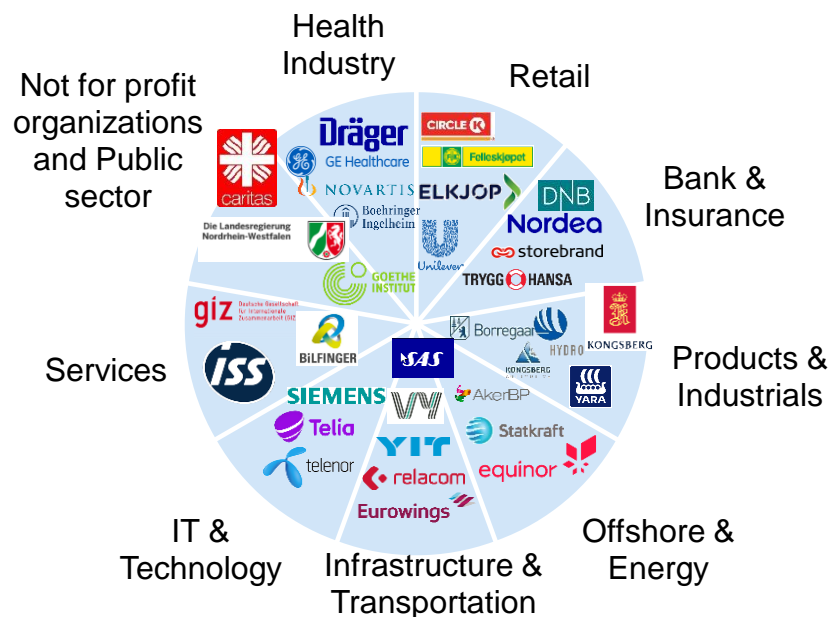 Health
Industry
Retail
Not for profit
organizations
and Public
sector
Bank &
Insurance
Products &
Industrials
Offshore &
Energy
Infrastructure &
Transportation
IT &
Technology
Services
Dräger
GE Healthcare
NOVARTIS
Boehringer
Ingelheim
CIRCLE K
FK Felleskjøpet
ELKJOP
Unilever
DNB
Nordea
storebrand
TRYGG HANSA
caritas
Die Landesregierung
Nordrhein-Westfalen
GOETHE
INSTITUT
giz Deutsche Gesellschaft
für Internationale
Zusammenarbeit (GIZ)
BiLFINGER
iss
SAS
Borregaar
HYDRO
KONGSBERG
KONGSBERG
YARA
SIEMENS
Telia
telenor
VY
YIT
relacom
Eurowings
AkerBP
Statkraft
equinor